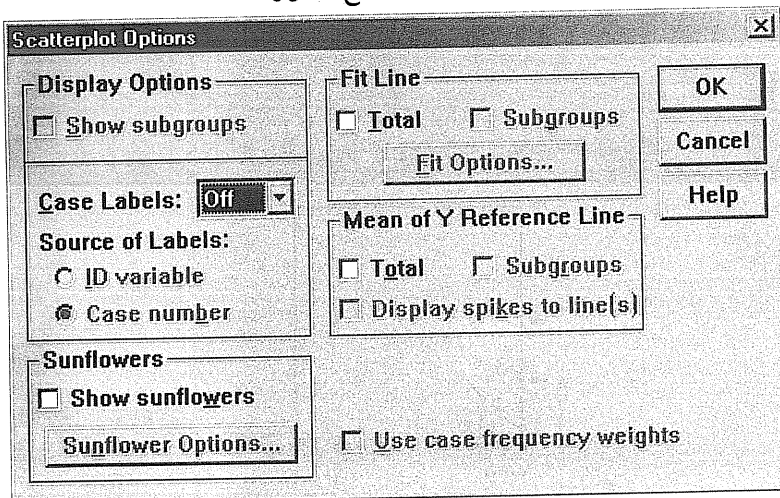 Scatterplot Options
Display Options
Show subgroups
Case Labels: Off
Source of Labels:
ID variable
Case number
Sunflowers
Show sunflowers
Sunflower Options...
Fit Line
Total Subgroups
Fit Options...
Mean of Y Reference Line
Total Subgroups
Display spikes to line(s)
Use case frequency weights
OK
Cancel
Help